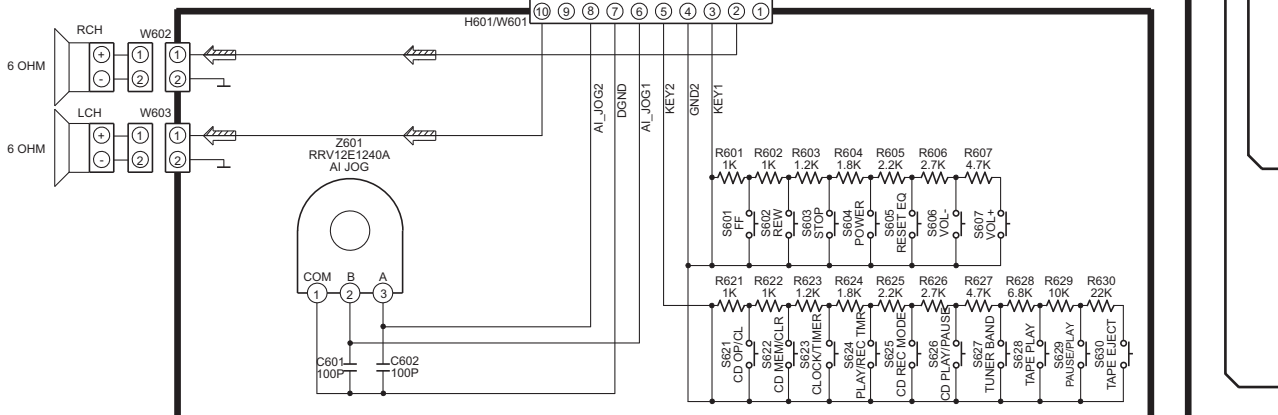 H601/W601
10 9 8 7 6 5 4 3 2 1
RCH W602
6 OHM
+ 1 1
- 2 2
LCH W603
6 OHM
+ 1 1
- 2 2
AI_JOG2
DGND
AI_JOG1
KEY2
GND2
KEY1
Z601
RRV12E1240A
AI JOG
COM B A
1 2 3
C601
100P
C602
100P
R601 R602 R603 R604 R605 R606 R607
1K 1K 1.2K 1.8K 2.2K 2.7K 4.7K
S601
FF
S602
REW
S603
STOP
S604
POWER
S605
RESET EQ
S606
VOL-
S607
VOL+
R621 R622 R623 R624 R625 R626 R627 R628 R629 R630
1K 1K 1.2K 1.8K 2.2K 2.7K 4.7K 6.8K 10K 22K
S621
CD OP/CL
S622
CD MEM/CLR
S623
CLOCK/TIMER
S624
PLAY/REC TMR
S625
CD REC MODE
S626
CD PLAY/PAUSE
S627
TUNER BAND
S628
TAPE PLAY
S629
PAUSE/PLAY
S630
TAPE EJECT